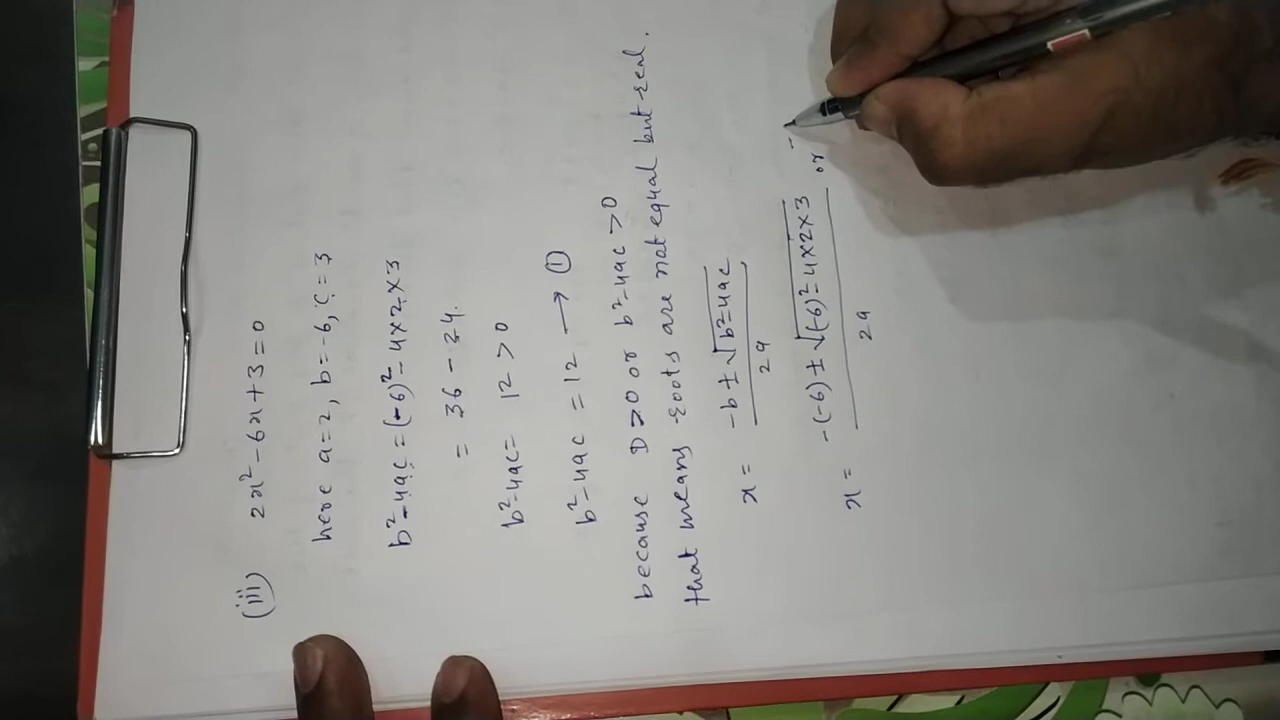 (iii) 2x²-6x+3=0
here a=2, b=-6, c=3
b²-4ac=(-6)²-4×2×3
= 36-24.
b²-4ac= 12 >0
b²-4ac =12 → ①
because D>0 or b²-4ac >0
that means roots are not equal but real.
x = -b±√b²-4ac / 2a
x = -(-6)±√(-6)²-4×2×3 / 2a or -